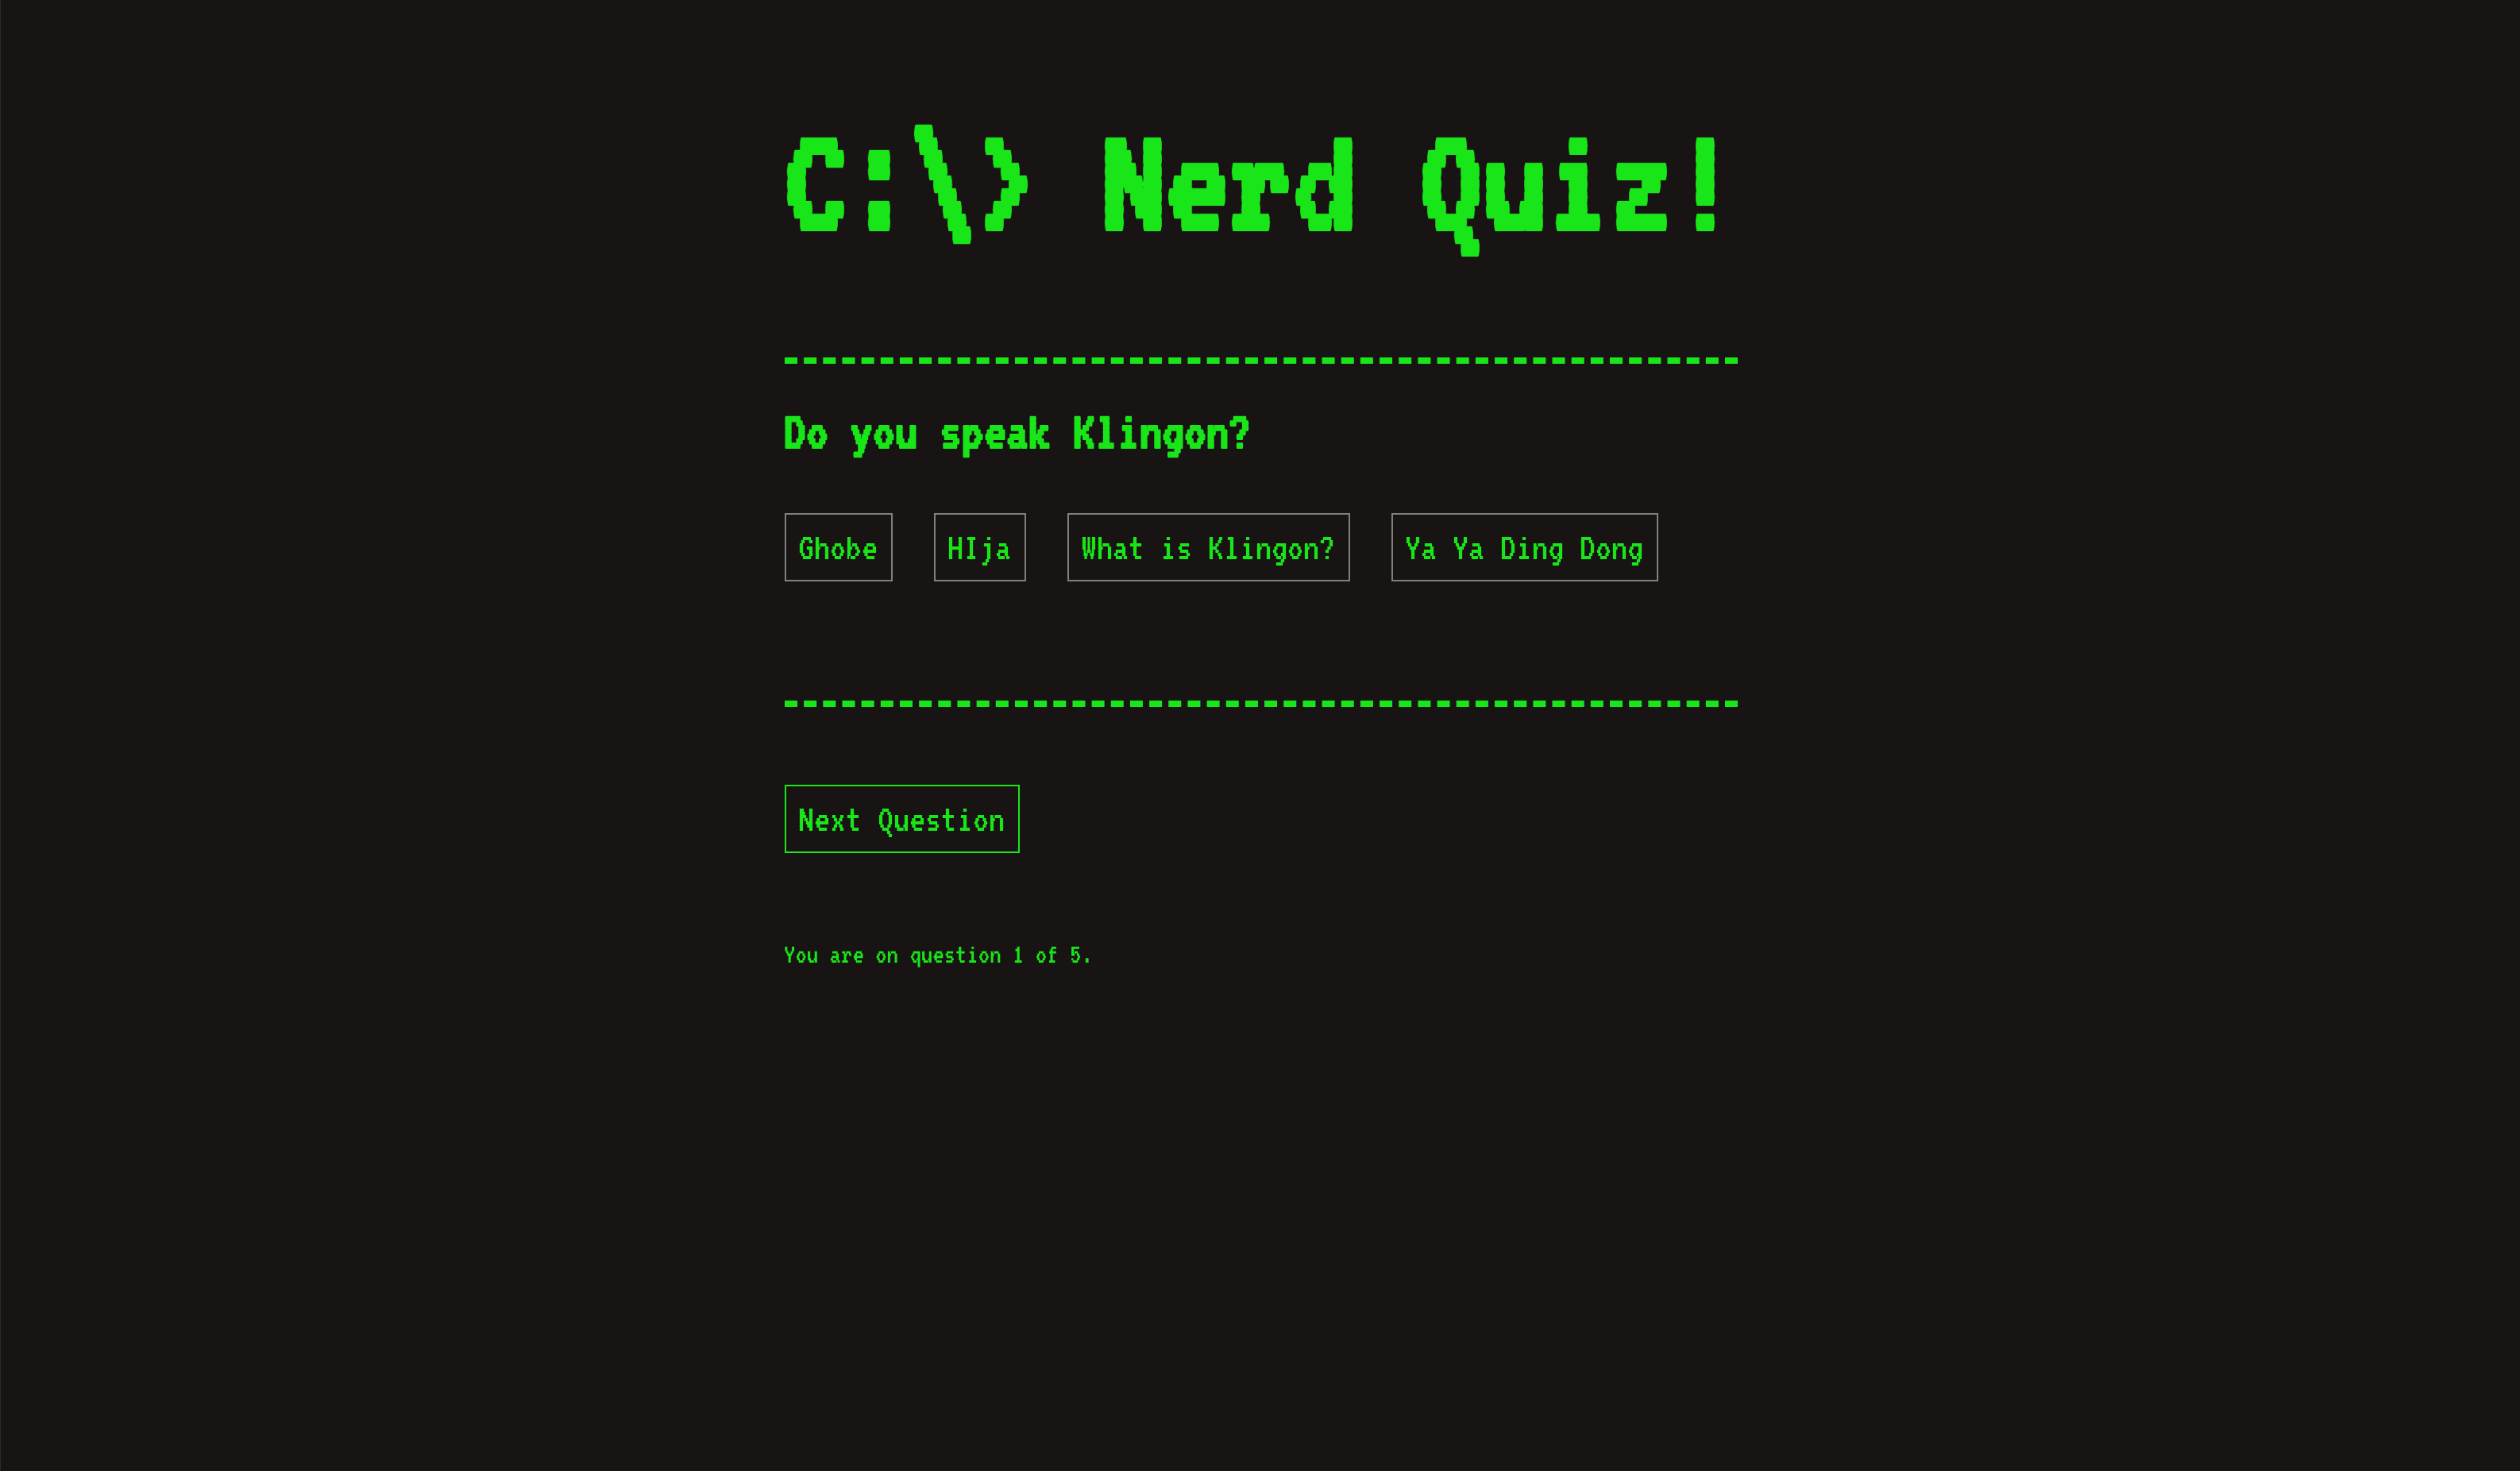 C:\> Nerd Quiz!
Do you speak Klingon?
Ghobe HIja What is Klingon? Ya Ya Ding Dong
Next Question
You are on question 1 of 5.